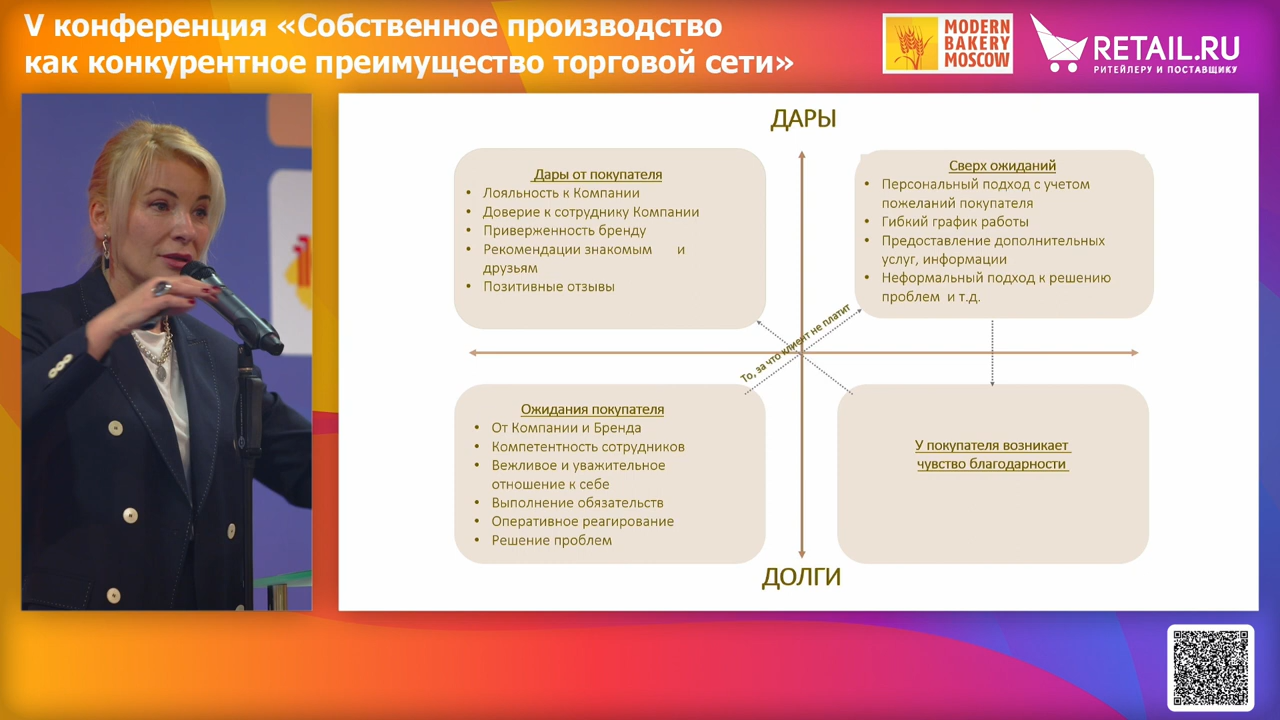 V конференция «Собственное производство
как конкурентное преимущество торговой сети»
MODERN
BAKERY
MOSCOW
RETAIL.RU
РИТЕЙЛЕРУ И ПОСТАВЩИКУ
ДАРЫ
Дары от покупателя
• Лояльность к Компании
• Доверие к сотруднику Компании
• Приверженность бренду
• Рекомендации знакомым и
друзьям
• Позитивные отзывы
Сверх ожиданий
• Персональный подход с учетом
пожеланий покупателя
• Гибкий график работы
• Предоставление дополнительных
услуг, информации
• Неформальный подход к решению
проблем и т.д.
То, за что клиент не платит
Ожидания покупателя
• От Компании и Бренда
• Компетентность сотрудников
• Вежливое и уважительное
отношение к себе
• Выполнение обязательств
• Оперативное реагирование
• Решение проблем
У покупателя возникает
чувство благодарности
ДОЛГИ